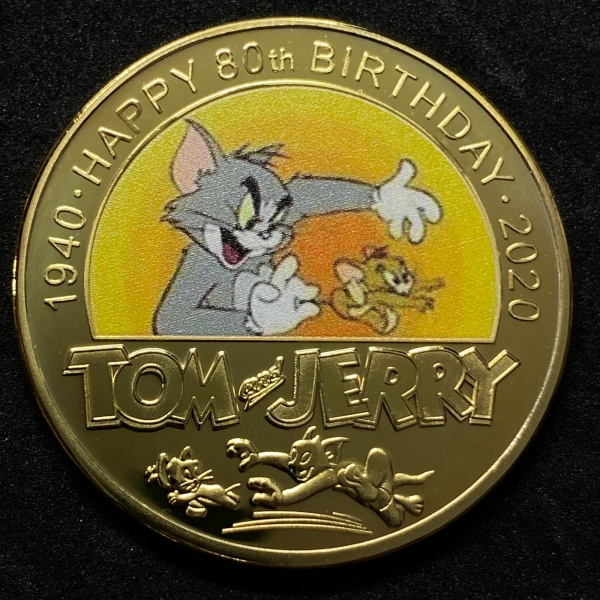 1940 · HAPPY 80th BIRTHDAY · 2020
TOM and JERRY